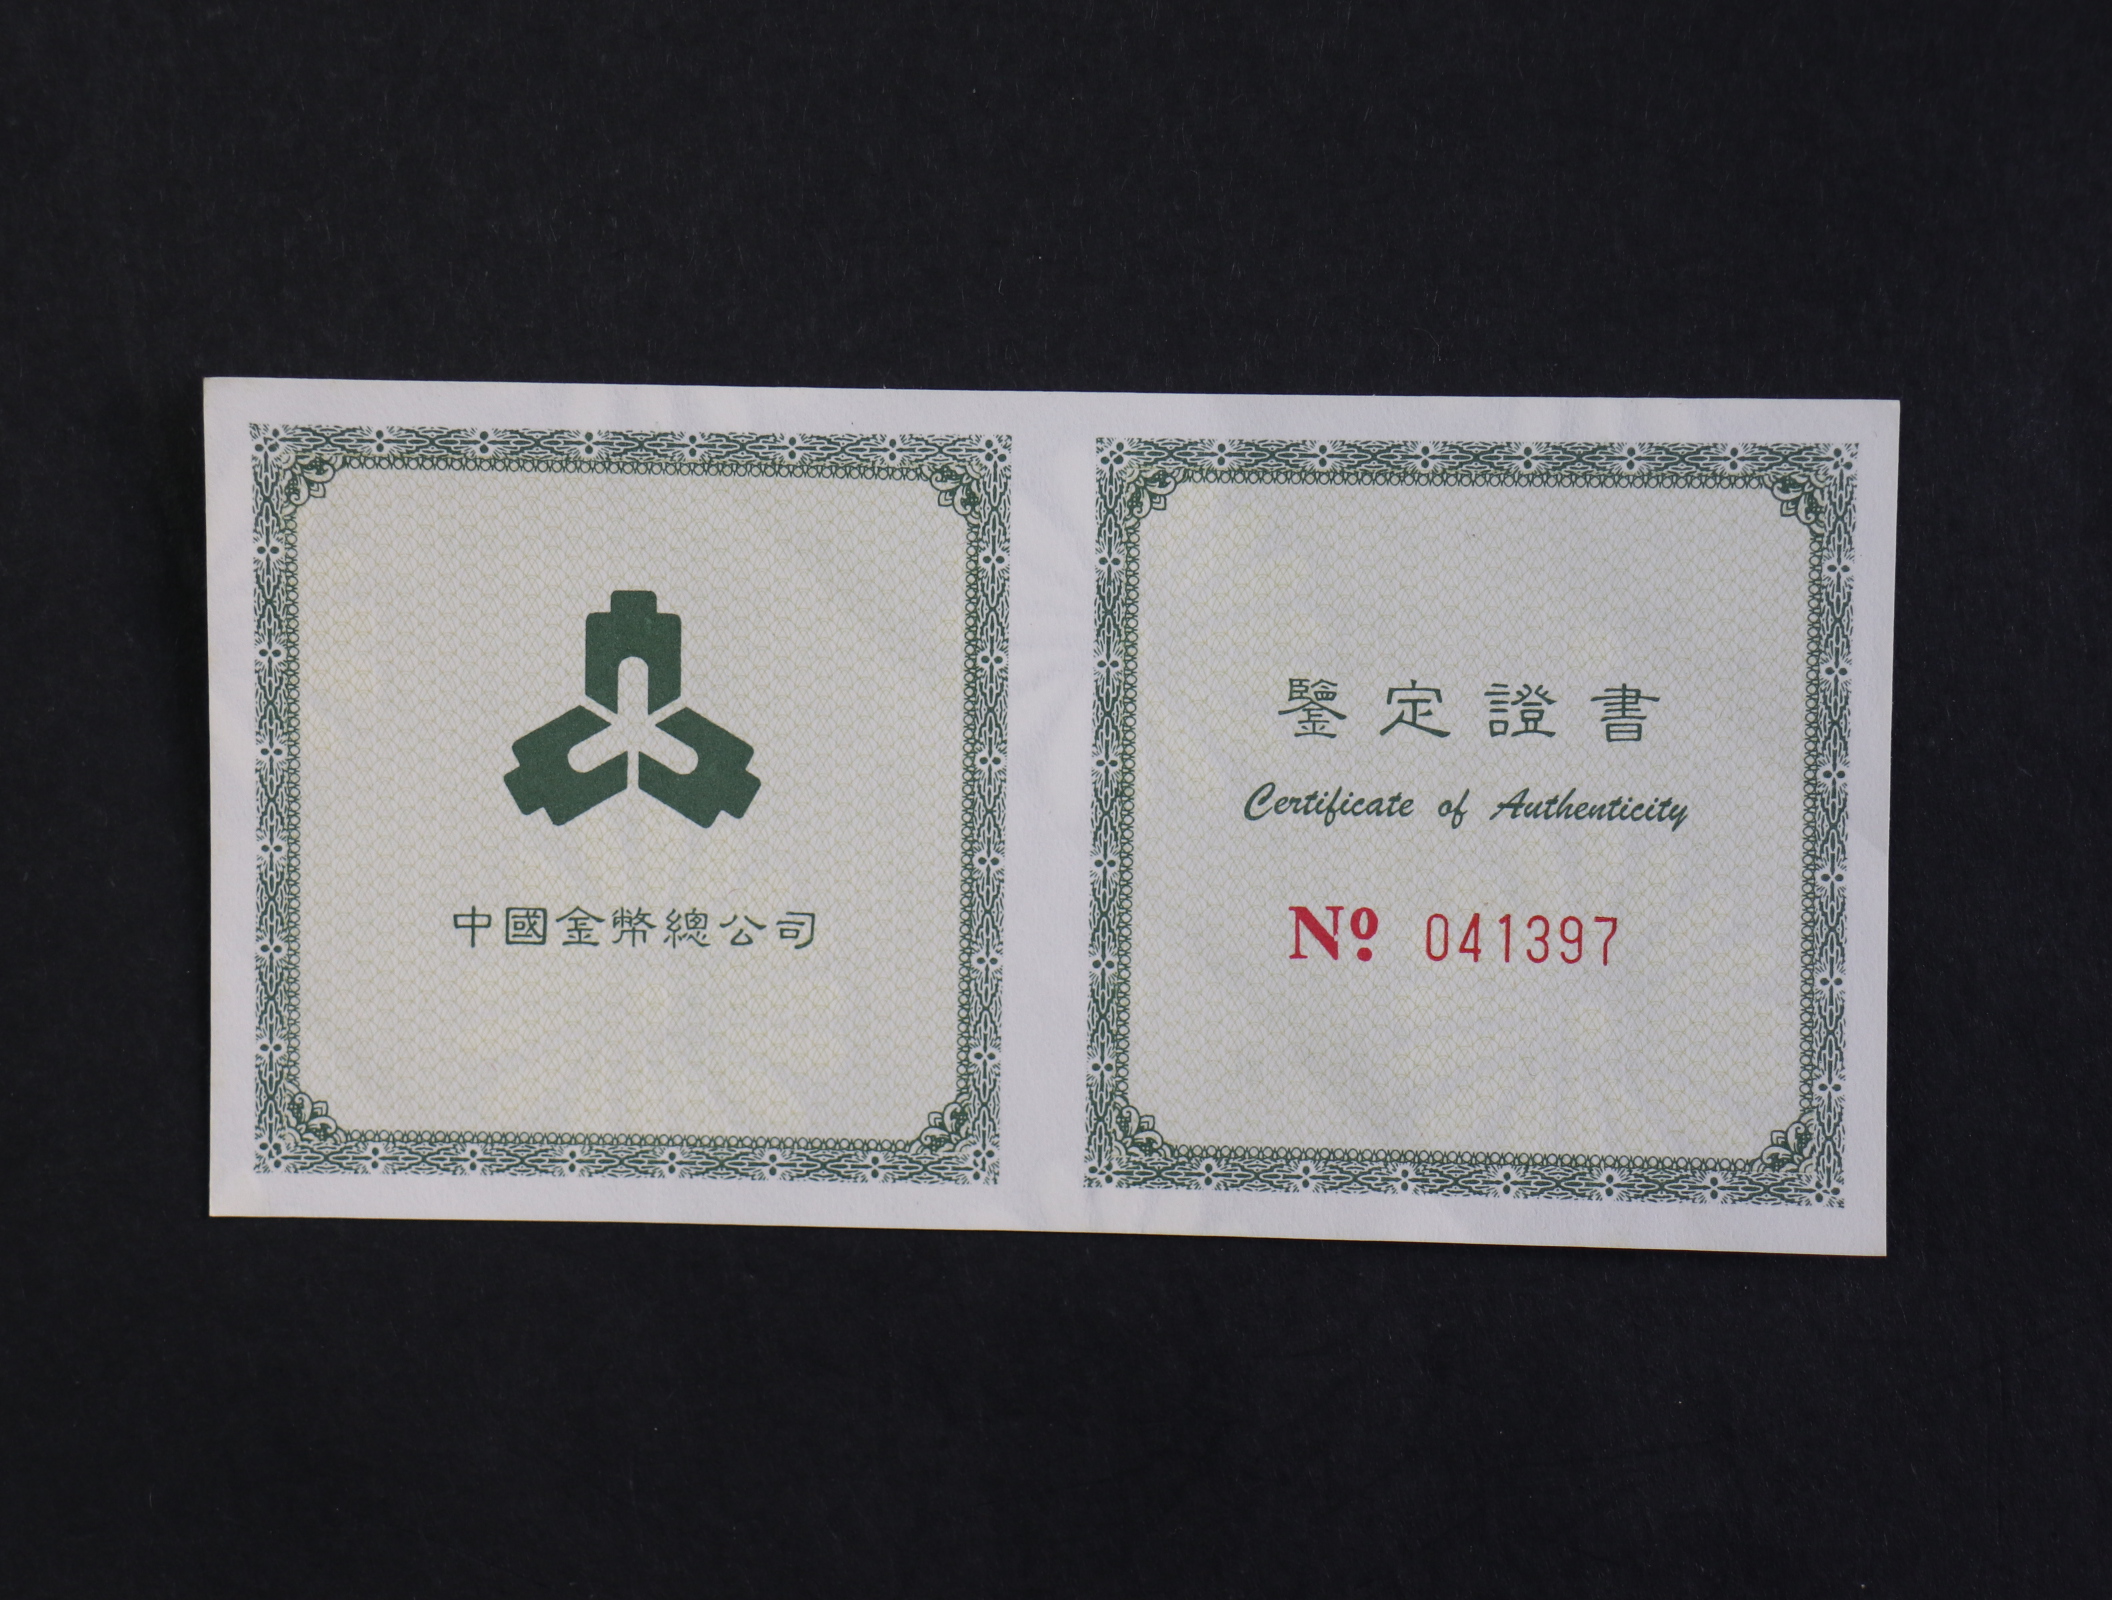 中國金幣總公司
鑒定證書
Certificate of Authenticity
Nº 041397